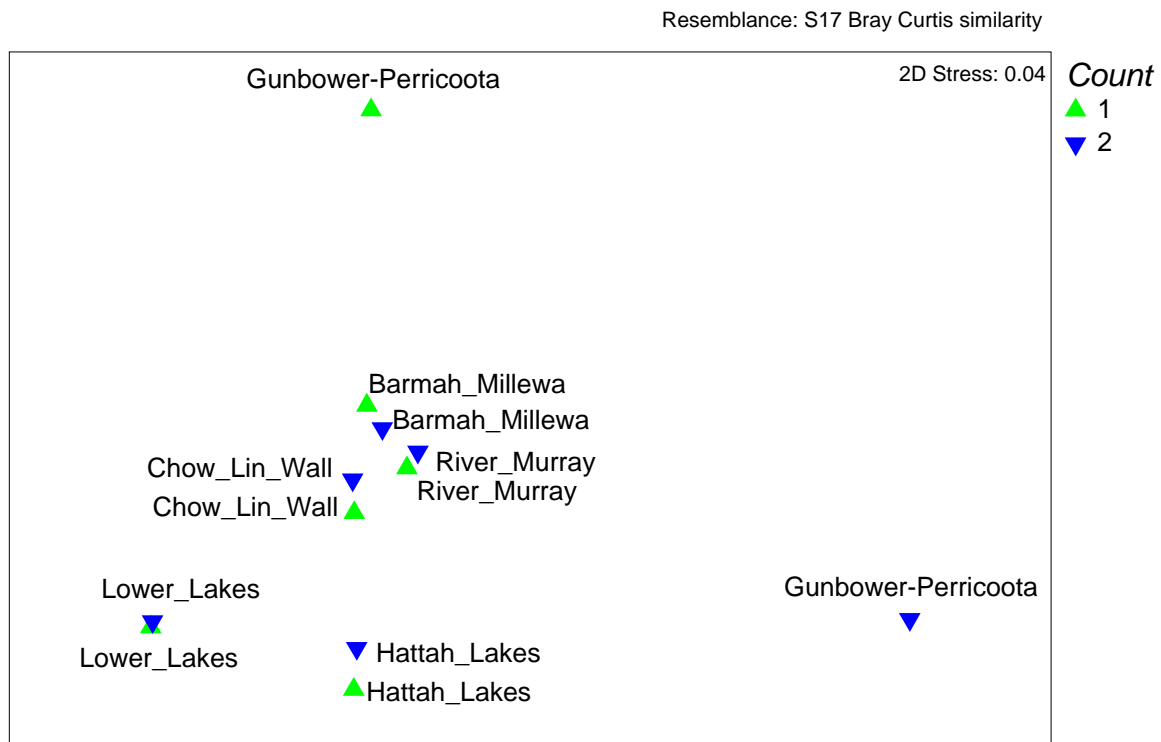 Resemblance: S17 Bray Curtis similarity
2D Stress: 0.04
Count
1
2
Gunbower-Perricoota
Barmah_Millewa
Barmah_Millewa
River_Murray
River_Murray
Chow_Lin_Wall
Chow_Lin_Wall
Lower_Lakes
Lower_Lakes
Gunbower-Perricoota
Hattah_Lakes
Hattah_Lakes